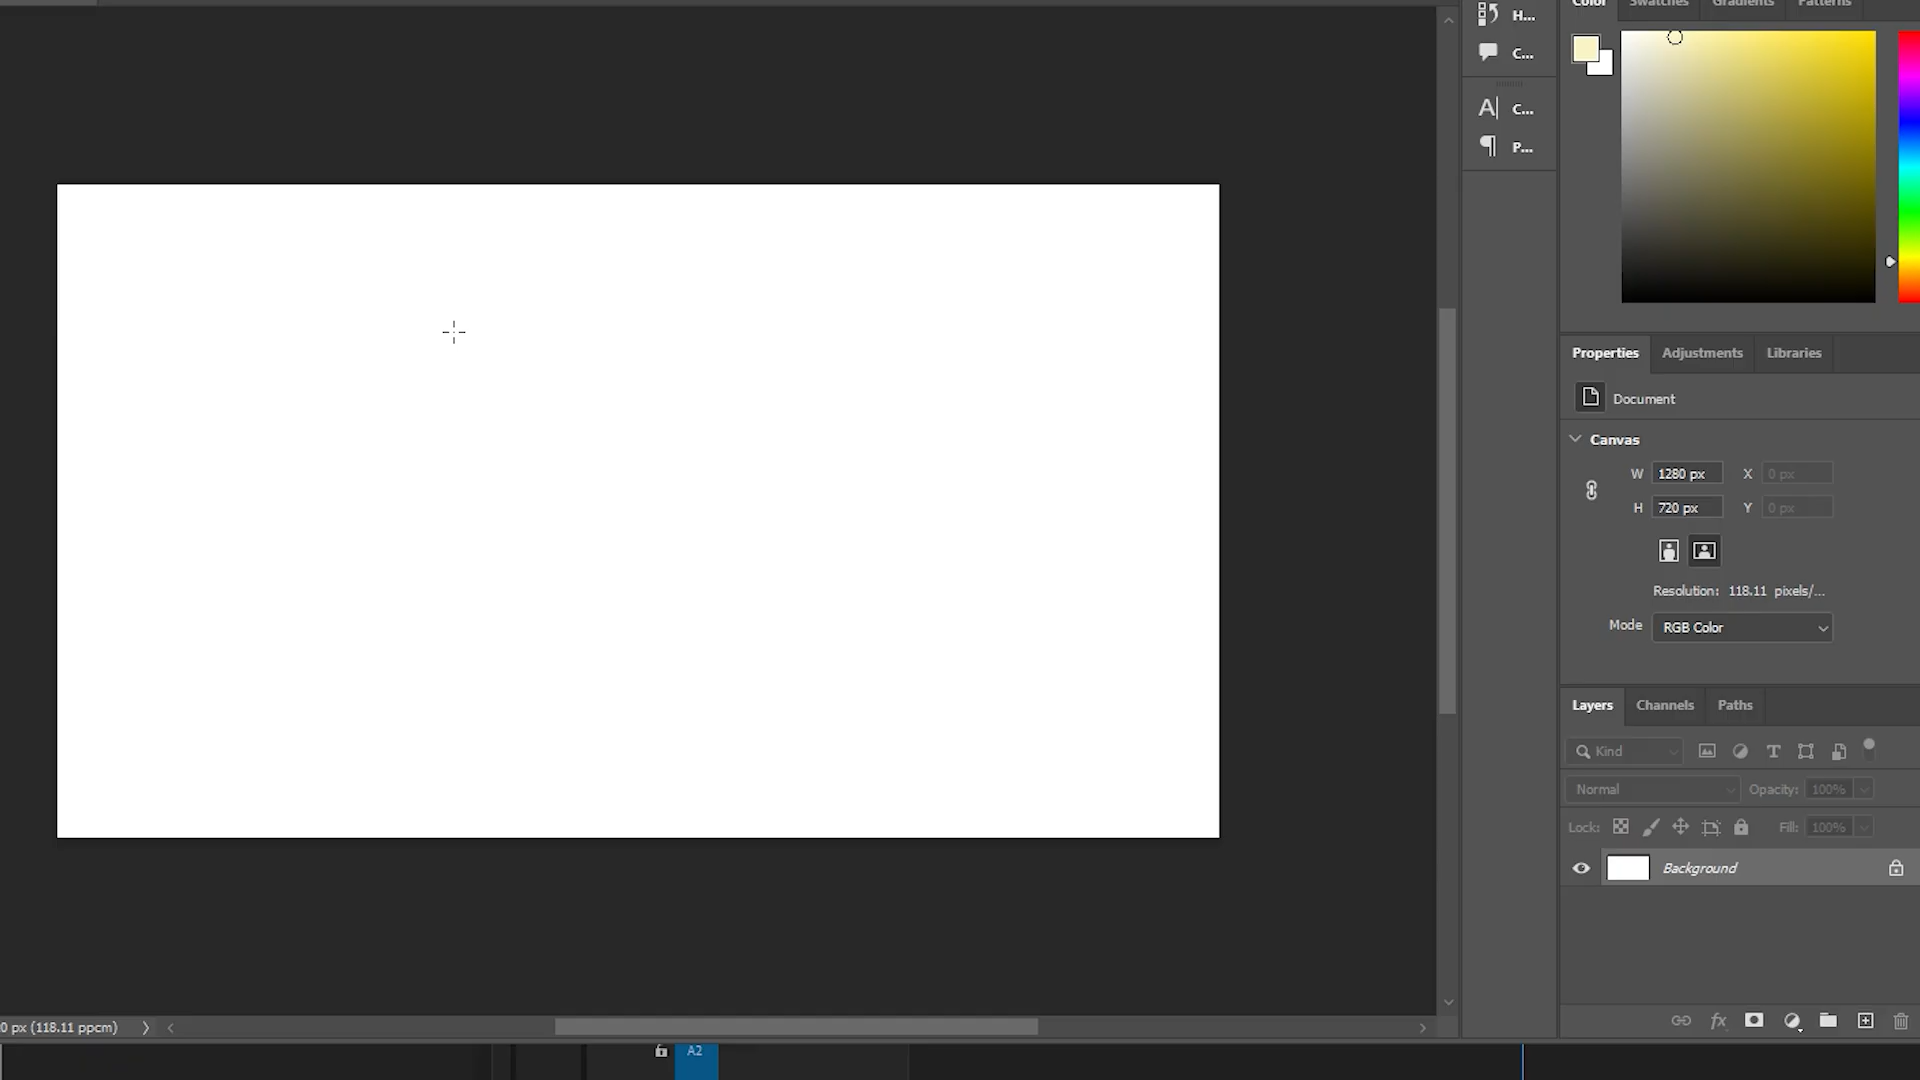 Color Swatches Gradients Patterns
H...
C...
A| C...
P...
Properties Adjustments Libraries
Document
Canvas
W 1280 px X 0 px
H 720 px Y 0 px
Resolution: 118.11 pixels/...
Mode RGB Color
Layers Channels Paths
Kind
Normal Opacity: 100%
Lock: Fill: 100%
Background
fx
0 px (118.11 ppcm)
A2